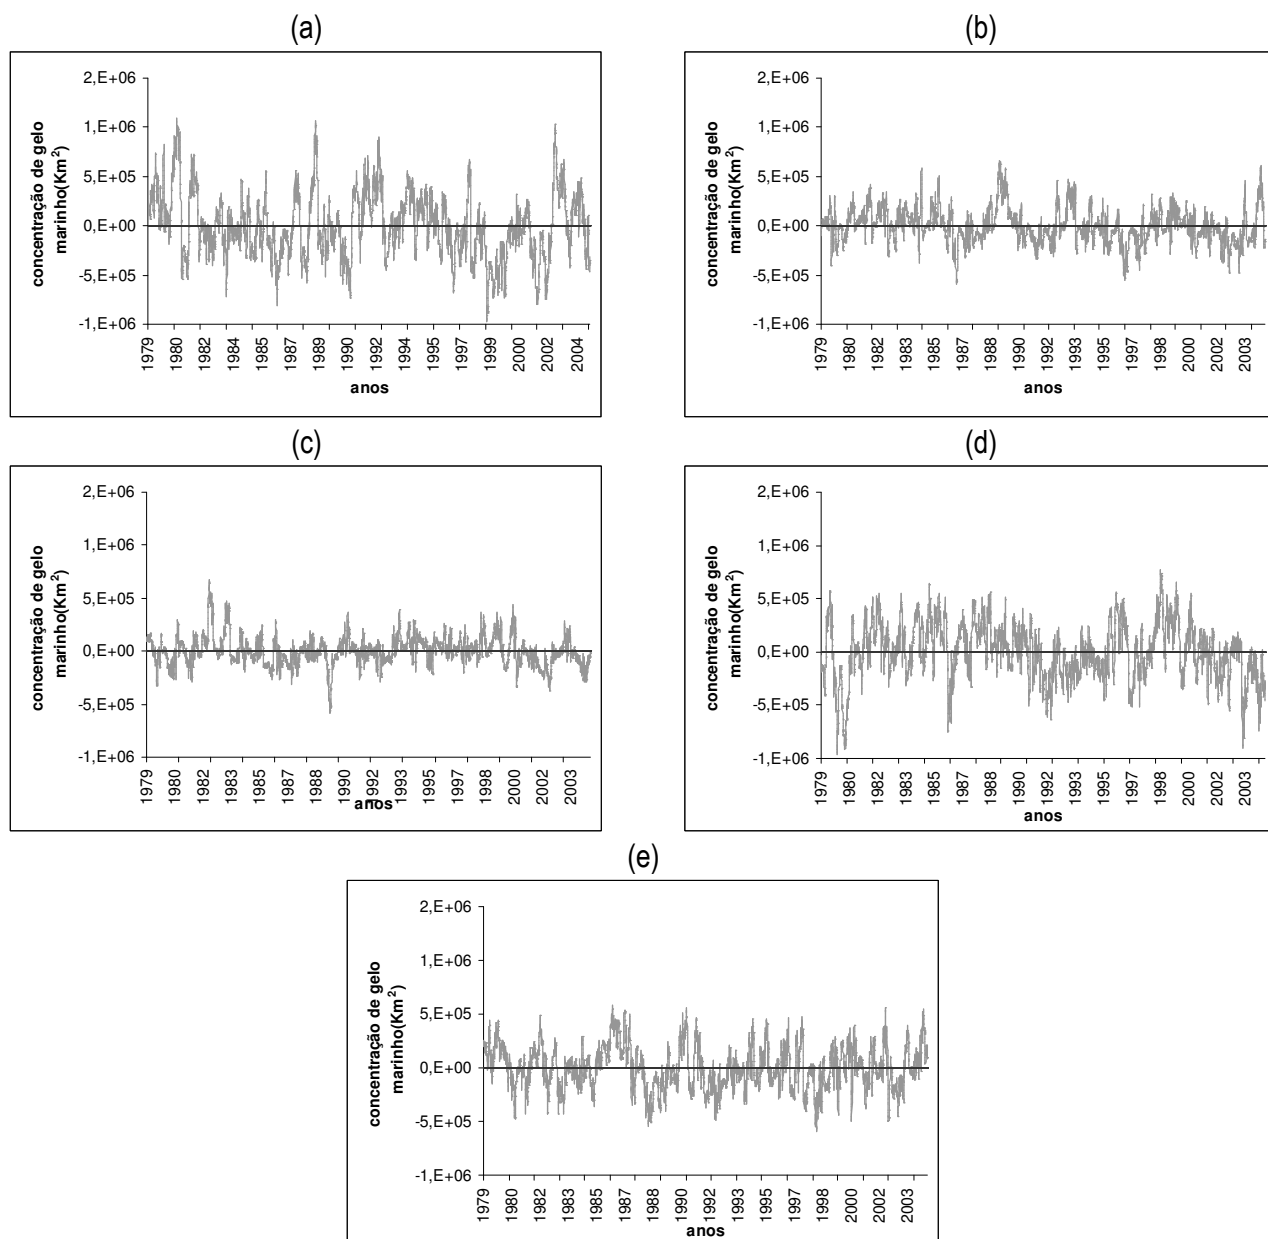 (a)
concentração de gelo
marinho(Km²)
2,E+06
1,E+06
5,E+05
0,E+00
-5,E+05
-1,E+06
1979 1980 1982 1984 1985 1987 1989 1990 1992 1994 1995 1997 1999 2000 2002 2004
anos
(b)
concentração de gelo
marinho(Km²)
2,E+06
1,E+06
5,E+05
0,E+00
-5,E+05
-1,E+06
1979 1980 1982 1983 1985 1987 1988 1990 1992 1993 1995 1997 1998 2000 2002 2003
anos
(c)
concentração de gelo
marinho(Km²)
2,E+06
1,E+06
5,E+05
0,E+00
-5,E+05
-1,E+06
1979 1980 1982 1983 1985 1987 1988 1990 1992 1993 1995 1997 1998 2000 2002 2003
anos
(d)
concentração de gelo
marinho(Km²)
2,E+06
1,E+06
5,E+05
0,E+00
-5,E+05
-1,E+06
1979 1980 1982 1983 1985 1987 1988 1990 1992 1993 1995 1997 1998 2000 2002 2003
anos
(e)
concentração de gelo
marinho(Km²)
2,E+06
1,E+06
5,E+05
0,E+00
-5,E+05
-1,E+06
1979 1980 1982 1983 1985 1987 1988 1990 1992 1993 1995 1997 1998 2000 2002 2003
anos